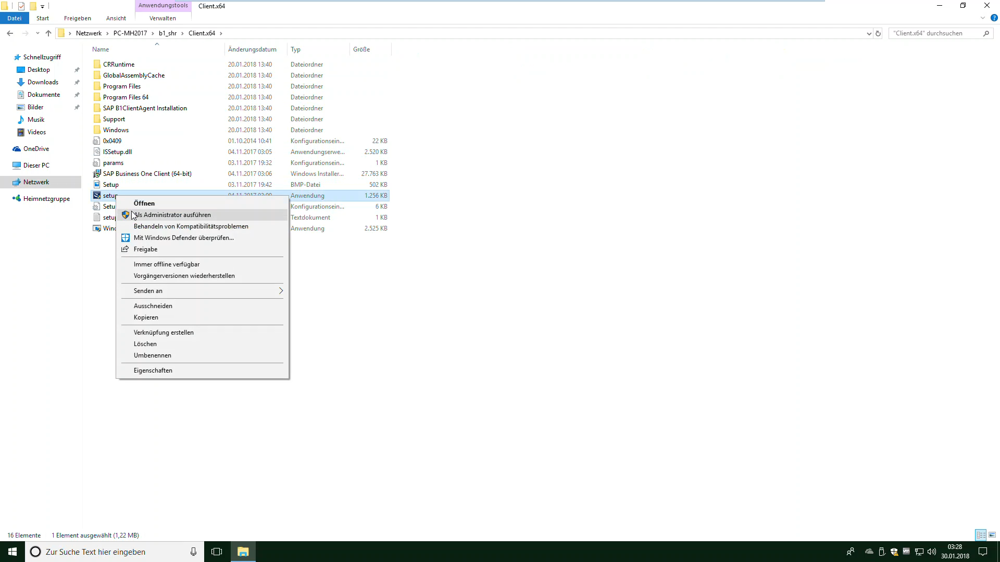 Anwendungstools
Client.x64
Datei
Start
Freigeben
Ansicht
Verwalten
Netzwerk
PC-MH2017
b1_shr
Client.x64
"Client.x64" durchsuchen
Name
Änderungsdatum
Typ
Größe
Schnellzugriff
Desktop
Downloads
Dokumente
Bilder
Musik
Videos
OneDrive
Dieser PC
Netzwerk
Heimnetzgruppe
CRRuntime 20.01.2018 13:40 Dateiordner
GlobalAssemblyCache 20.01.2018 13:40 Dateiordner
Program Files 20.01.2018 13:40 Dateiordner
Program Files 64 20.01.2018 13:40 Dateiordner
SAP B1ClientAgent Installation 20.01.2018 13:40 Dateiordner
Support 20.01.2018 13:40 Dateiordner
Windows 20.01.2018 13:40 Dateiordner
0x0409 01.10.2014 10:41 Konfigurationsein... 22 KB
ISSetup.dll 04.11.2017 03:05 Anwendungserwe... 2.520 KB
params 03.11.2017 19:32 Konfigurationsein... 1 KB
SAP Business One Client (64-bit) 04.11.2017 03:06 Windows Installer... 27.763 KB
Setup 03.11.2017 19:42 BMP-Datei 502 KB
setup Anwendung 1.256 KB
Setu Konfigurationsein... 6 KB
setu Textdokument 1 KB
Wind Anwendung 2.525 KB
Öffnen
Als Administrator ausführen
Behandeln von Kompatibilitätsproblemen
Mit Windows Defender überprüfen...
Freigabe
Immer offline verfügbar
Vorgängerversionen wiederherstellen
Senden an
Ausschneiden
Kopieren
Verknüpfung erstellen
Löschen
Umbenennen
Eigenschaften
16 Elemente
1 Element ausgewählt (1,22 MB)
Zur Suche Text hier eingeben
03:28
30.01.2018